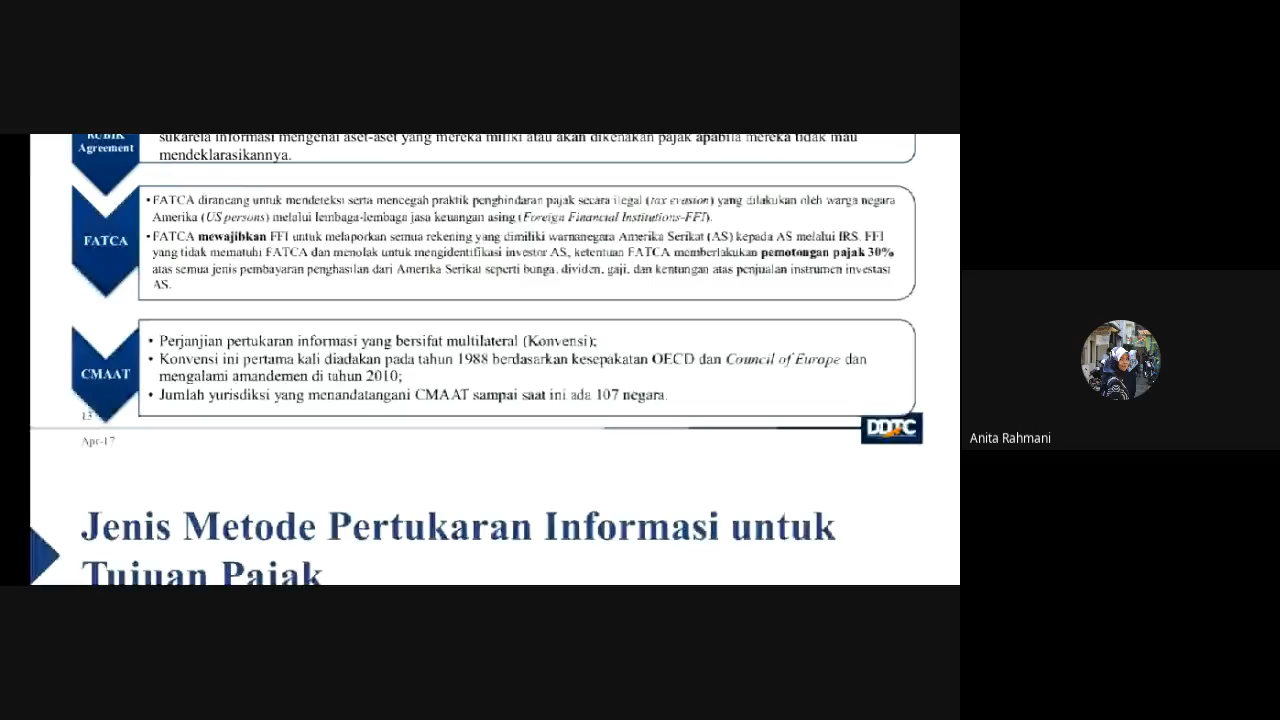 RUBIK
Agreement
sukarela informasi mengenai aset-aset yang mereka miliki atau akan dikenakan pajak apabila mereka tidak mau
mendeklarasikannya.
FATCA
• FATCA dirancang untuk mendeteksi serta mencegah praktik penghindaran pajak secara ilegal (tax evasion) yang dilakukan oleh warga negara
Amerika (US persons) melalui lembaga-lembaga jasa keuangan asing (Foreign Financial Institutions-FFI).
• FATCA mewajibkan FFI untuk melaporkan semua rekening yang dimiliki warnanegara Amerika Serikat (AS) kepada AS melalui IRS. FFI
yang tidak mematuhi FATCA dan menolak untuk mengidentifikasi investor AS, ketentuan FATCA memberlakukan pemotongan pajak 30%
atas semua jenis pembayaran penghasilan dari Amerika Serikat seperti bunga, dividen, gaji, dan keuntungan atas penjualan instrumen investasi
AS.
CMAAT
• Perjanjian pertukaran informasi yang bersifat multilateral (Konvensi);
• Konvensi ini pertama kali diadakan pada tahun 1988 berdasarkan kesepakatan OECD dan Council of Europe dan
mengalami amandemen di tahun 2010;
• Jumlah yurisdiksi yang menandatangani CMAAT sampai saat ini ada 107 negara.
13
Apr-17
DDTC
Jenis Metode Pertukaran Informasi untuk
Tujuan Pajak
Anita Rahmani